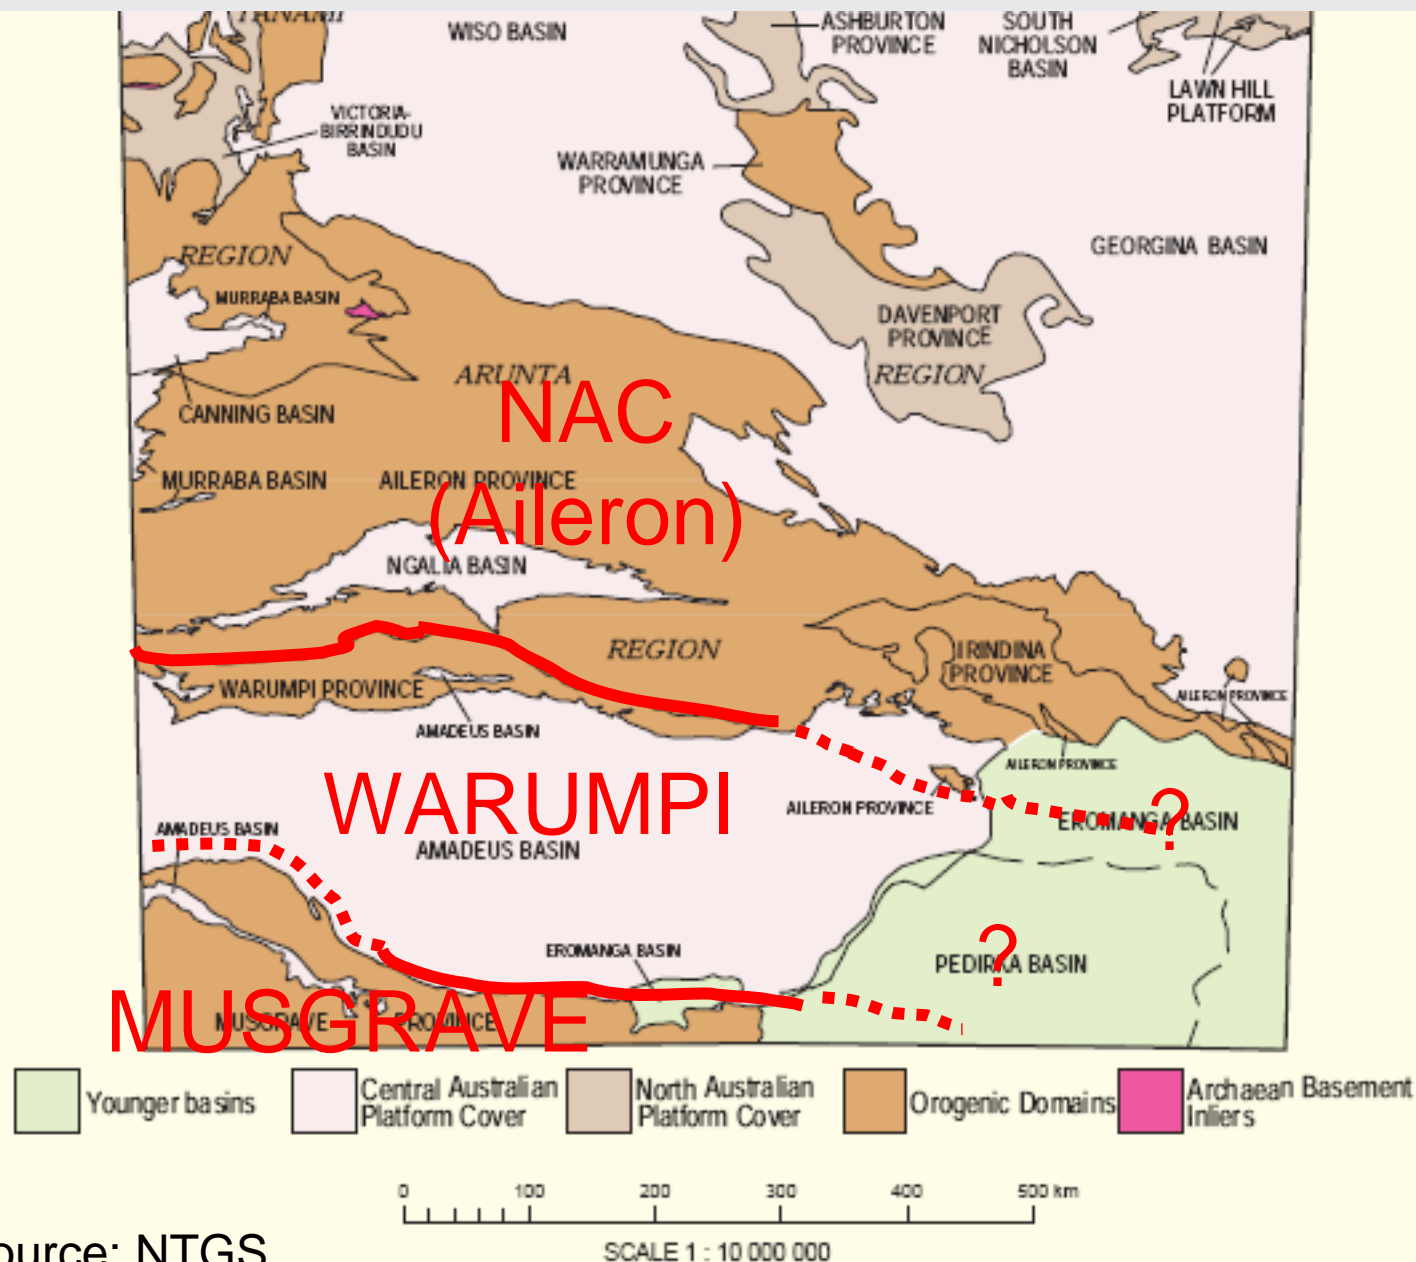 TANAMI
WISO BASIN
ASHBURTON
PROVINCE
SOUTH
NICHOLSON
BASIN
LAWN HILL
PLATFORM
VICTORIA-
BIRRINDUDU
BASIN
WARRAMUNGA
PROVINCE
REGION
GEORGINA BASIN
MURRABA BASIN
DAVENPORT
PROVINCE
REGION
ARUNTA
NAC
CANNING BASIN
MURRABA BASIN
AILERON PROVINCE
(Aileron)
NGALIA BASIN
REGION
IRINDINA
PROVINCE
WARUMPI PROVINCE
AILERON PROVINCE
AMADEUS BASIN
AILERON PROVINCE
WARUMPI
AILERON PROVINCE
?
EROMANGA BASIN
AMADEUS BASIN
AMADEUS BASIN
EROMANGA BASIN
?
PEDIRKA BASIN
MUSGRAVE
MUSGRAVE PROVINCE
Younger basins
Central Australian
Platform Cover
North Australian
Platform Cover
Orogenic Domains
Archaean Basement
Inliers
0 100 200 300 400 500 km
SCALE 1 : 10 000 000
ource: NTGS